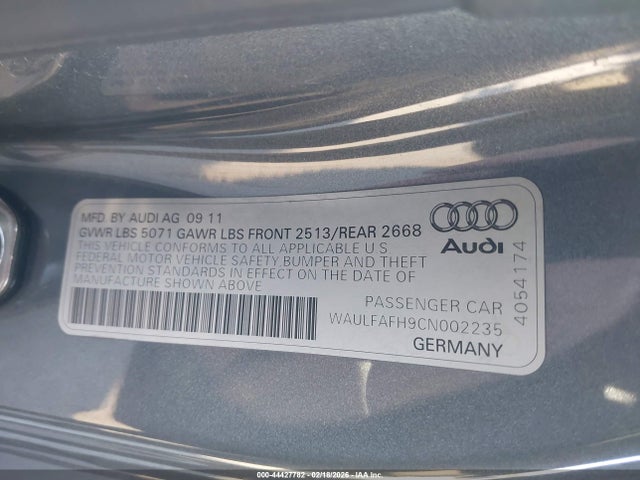 MFD. BY AUDI AG 09 11
GVWR LBS 5071 GAWR LBS FRONT 2513/REAR 2668
THIS VEHICLE CONFORMS TO ALL APPLICABLE U S
FEDERAL MOTOR VEHICLE SAFETY,BUMPER AND THEFT
PREVENTION STANDARDS IN EFFECT ON THE DATE OF
MANUFACTURE SHOWN ABOVE
Audi
4054174
PASSENGER CAR
WAULFAFH9CN002235
GERMANY
000-44427782 - 02/18/2026 - IAA Inc.